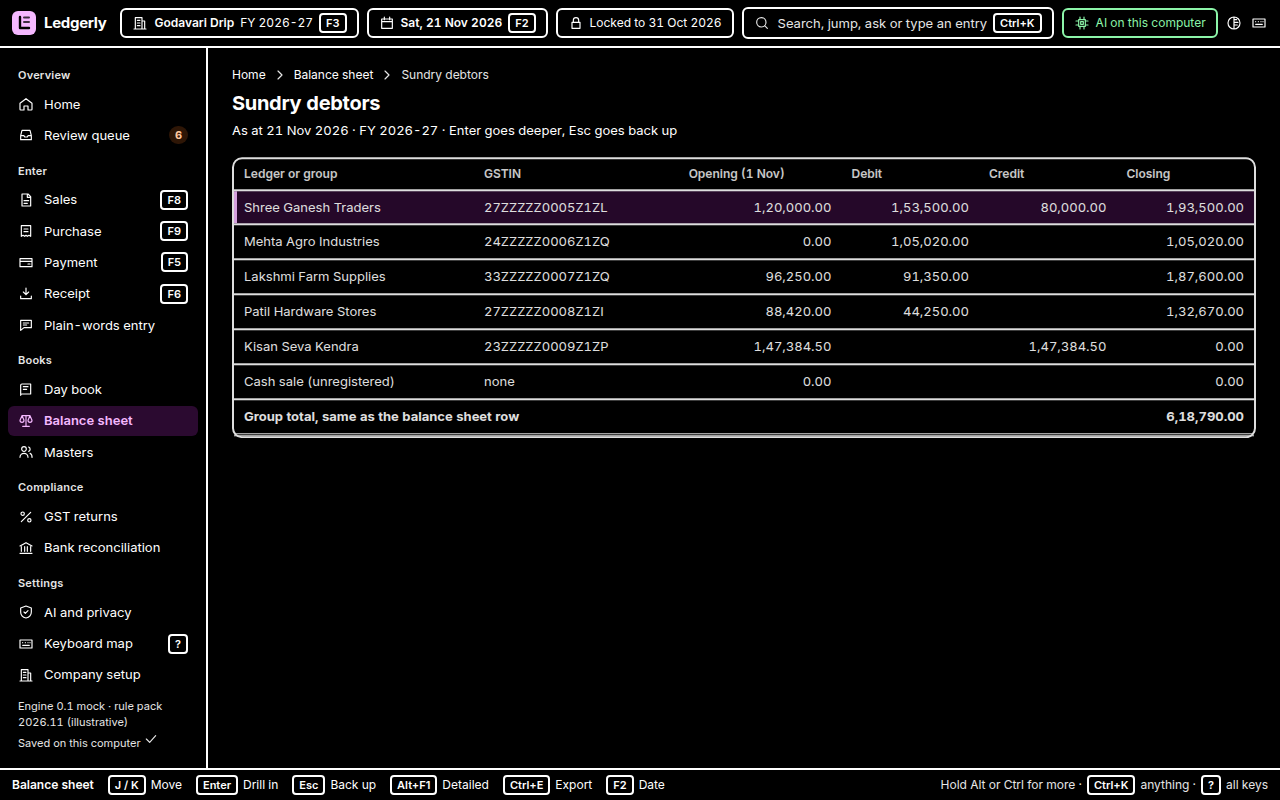 Ledgerly
Godavari Drip FY 2026-27 F3
Sat, 21 Nov 2026 F2
Locked to 31 Oct 2026
Search, jump, ask or type an entry Ctrl+K
AI on this computer
Overview
Home
Review queue 6
Enter
Sales F8
Purchase F9
Payment F5
Receipt F6
Plain-words entry
Books
Day book
Balance sheet
Masters
Compliance
GST returns
Bank reconciliation
Settings
AI and privacy
Keyboard map ?
Company setup
Engine 0.1 mock · rule pack
2026.11 (illustrative)
Saved on this computer
Home Balance sheet Sundry debtors
Sundry debtors
As at 21 Nov 2026 · FY 2026-27 · Enter goes deeper, Esc goes back up
Ledger or group GSTIN Opening (1 Nov) Debit Credit Closing
Shree Ganesh Traders 27ZZZZZ0005Z1ZL 1,20,000.00 1,53,500.00 80,000.00 1,93,500.00
Mehta Agro Industries 24ZZZZZ0006Z1ZQ 0.00 1,05,020.00 1,05,020.00
Lakshmi Farm Supplies 33ZZZZZ0007Z1ZQ 96,250.00 91,350.00 1,87,600.00
Patil Hardware Stores 27ZZZZZ0008Z1ZI 88,420.00 44,250.00 1,32,670.00
Kisan Seva Kendra 23ZZZZZ0009Z1ZP 1,47,384.50 1,47,384.50 0.00
Cash sale (unregistered) none 0.00 0.00
Group total, same as the balance sheet row 6,18,790.00
Balance sheet J / K Move Enter Drill in Esc Back up Alt+F1 Detailed Ctrl+E Export F2 Date
Hold Alt or Ctrl for more · Ctrl+K anything · ? all keys